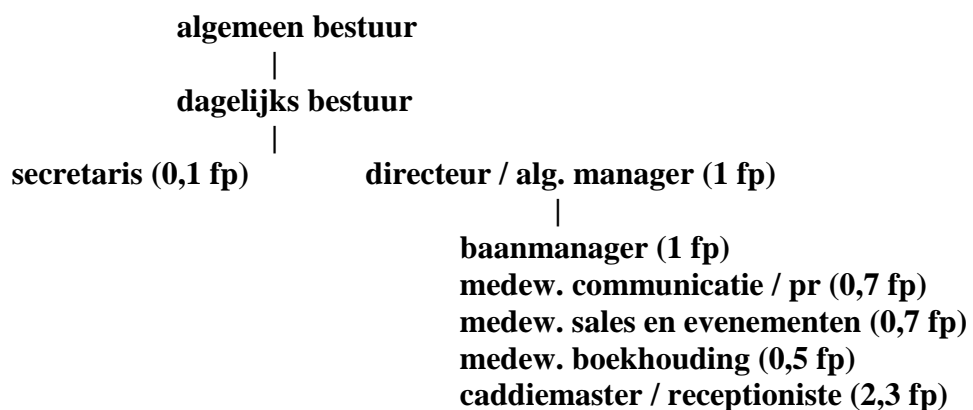 algemeen bestuur
|
dagelijks bestuur
|
secretaris (0,1 fp) directeur / alg. manager (1 fp)
|
baanmanager (1 fp)
medew. communicatie / pr (0,7 fp)
medew. sales en evenementen (0,7 fp)
medew. boekhouding (0,5 fp)
caddiemaster / receptioniste (2,3 fp)